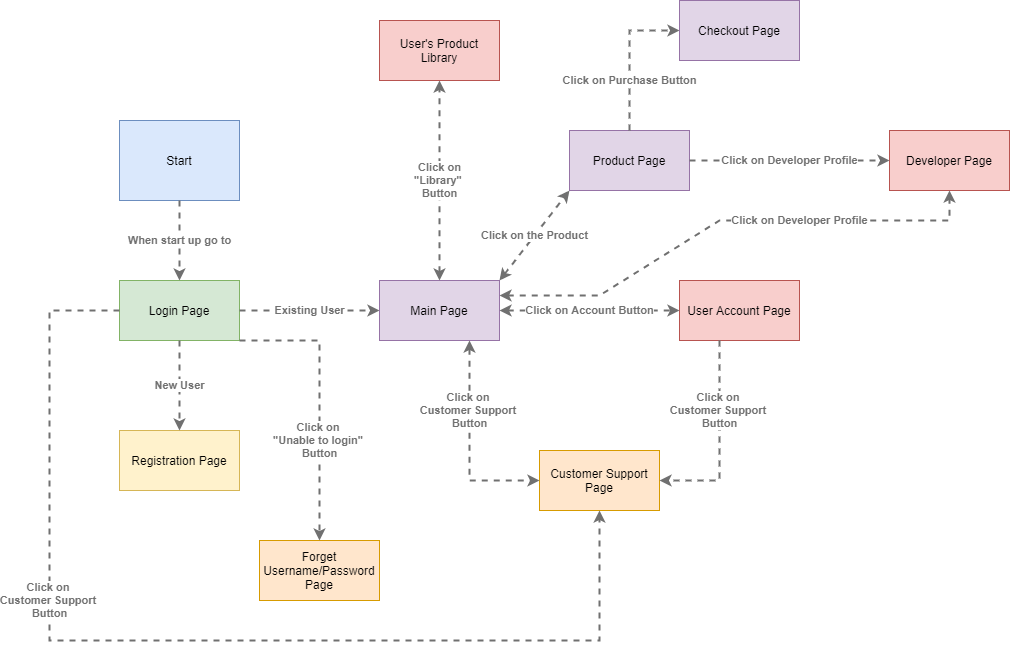 Checkout Page
User's Product
Library
Click on Purchase Button
Start
Product Page
Click on Developer Profile
Developer Page
Click on
"Library"
Button
Click on Developer Profile
When start up go to
Click on the Product
Login Page
Existing User
Main Page
Click on Account Button
User Account Page
New User
Click on
Customer Support
Button
Click on
Customer Support
Button
Click on
"Unable to login"
Button
Registration Page
Customer Support
Page
Forget
Username/Password
Page
Click on
Customer Support
Button